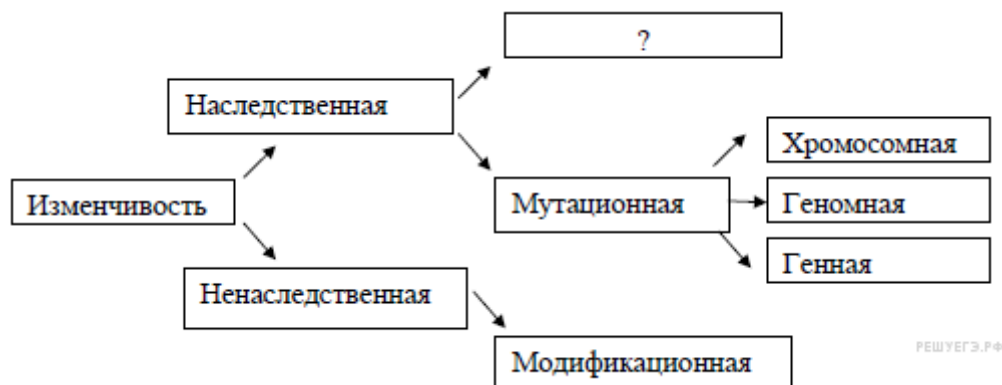 ?
Наследственная
Хромосомная
Изменчивость
Мутационная
Геномная
Генная
Ненаследственная
Модификационная
РЕШУЕГЭ.РФ